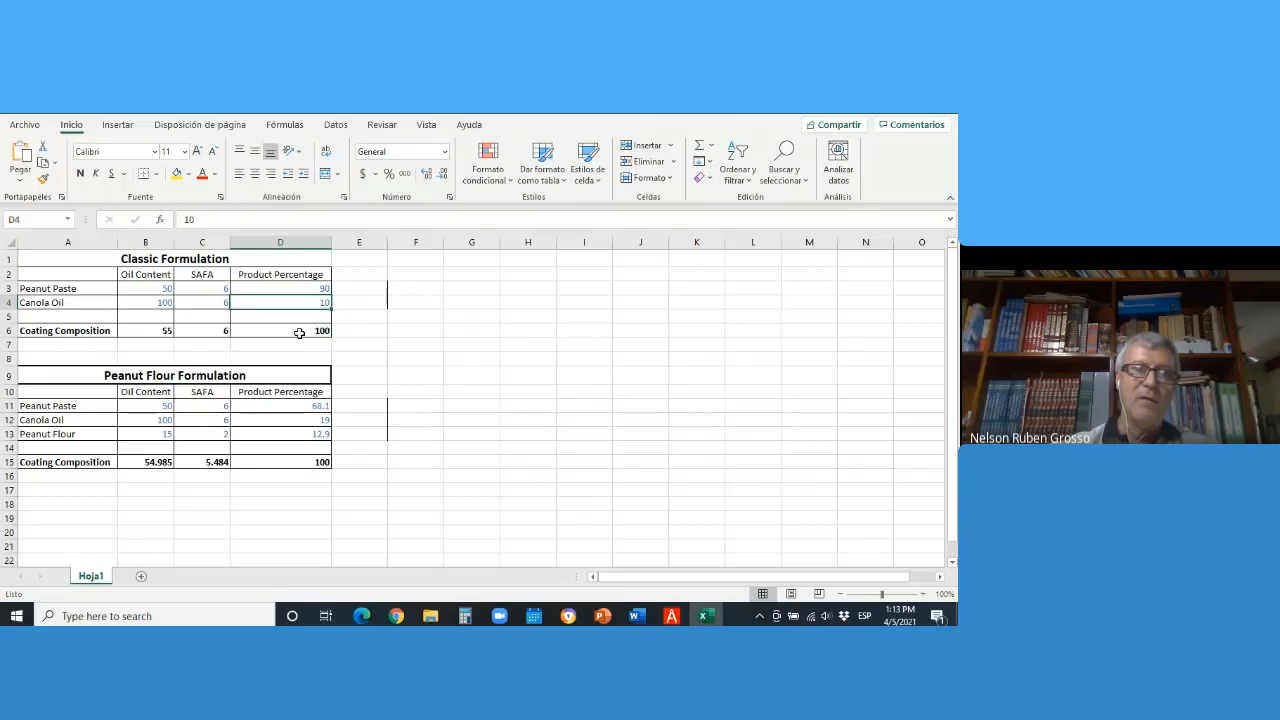 Archivo Inicio Insertar Disposición de página Fórmulas Datos Revisar Vista Ayuda Compartir Comentarios
Pegar
Portapapeles
Calibri 11
N K S
Fuente
Alineación
General
$ % 000
Número
Formato condicional
Dar formato como tabla
Estilos de celda
Estilos
Insertar
Eliminar
Formato
Celdas
Ordenar y filtrar
Buscar y seleccionar
Edición
Analizar datos
Análisis
D4 fx 10
A B C D E F G H I J K L M N O
1 Classic Formulation
2 Oil Content SAFA Product Percentage
3 Peanut Paste 50 6 90
4 Canola Oil 100 6 10
5
6 Coating Composition 55 6 100
7
8
9 Peanut Flour Formulation
10 Oil Content SAFA Product Percentage
11 Peanut Paste 50 6 68.1
12 Canola Oil 100 6 19
13 Peanut Flour 15 2 12.9
14
15 Coating Composition 54.985 5.484 100
16
17
18
19
20
21
22
Hoja1
Listo 100%
Type here to search
ESP
1:13 PM
4/5/2021
Nelson Ruben Grosso